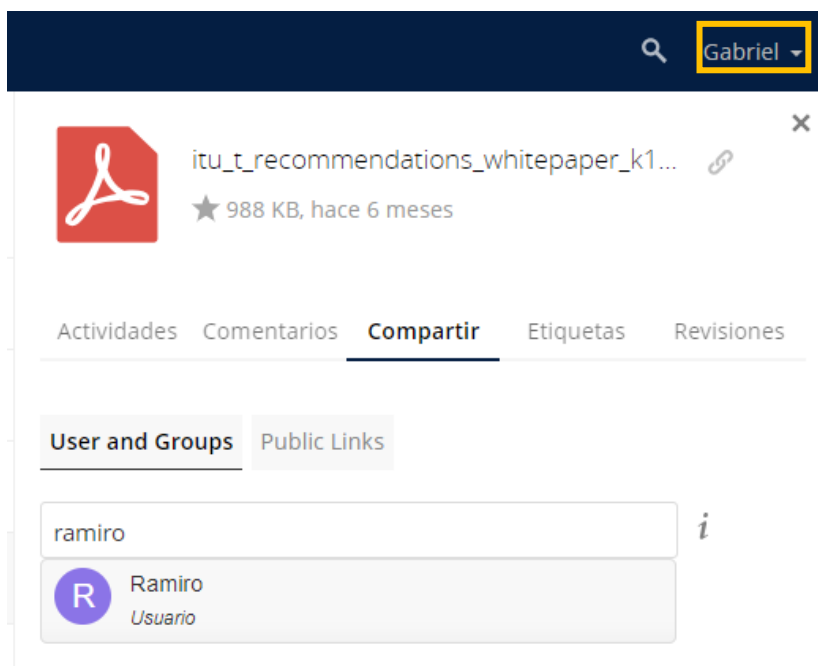 Gabriel
itu_t_recommendations_whitepaper_k1...
988 KB, hace 6 meses
Actividades Comentarios Compartir Etiquetas Revisiones
User and Groups Public Links
ramiro
i
R
Ramiro
Usuario